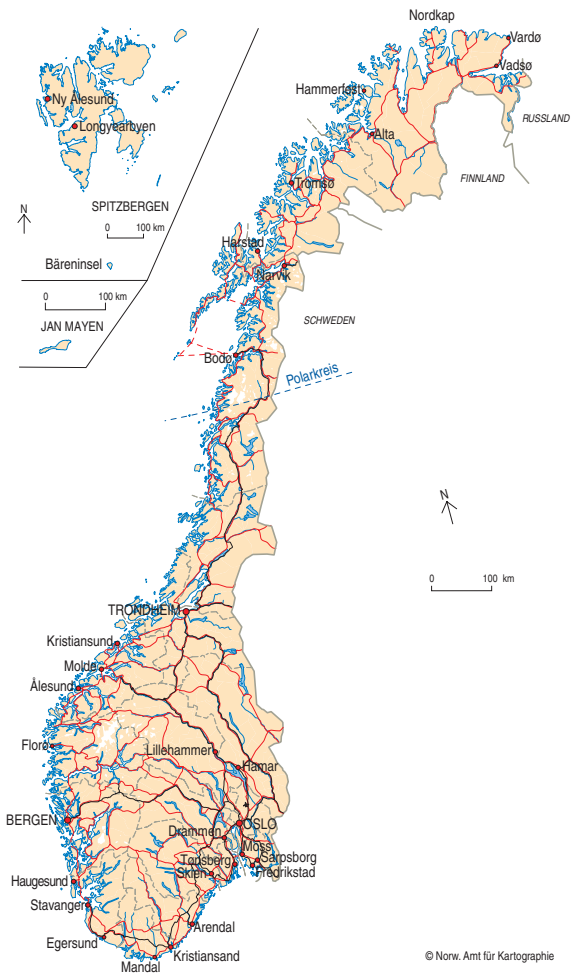 Nordkap
Vardø
Vadsø
Hammerfest
Alta
RUSSLAND
FINNLAND
Tromsø
Ny Ålesund
Longyearbyen
SPITZBERGEN
N
0 100 km
Bäreninsel
0 100 km
JAN MAYEN
Harstad
Narvik
SCHWEDEN
Bodø
Polarkreis
N
0 100 km
TRONDHEIM
Kristiansund
Molde
Ålesund
Florø
Lillehammer
Hamar
BERGEN
OSLO
Drammen
Moss
Tønsberg
Sarpsborg
Fredrikstad
Skien
Haugesund
Stavanger
Arendal
Egersund
Kristiansand
Mandal
© Norw. Amt für Kartographie